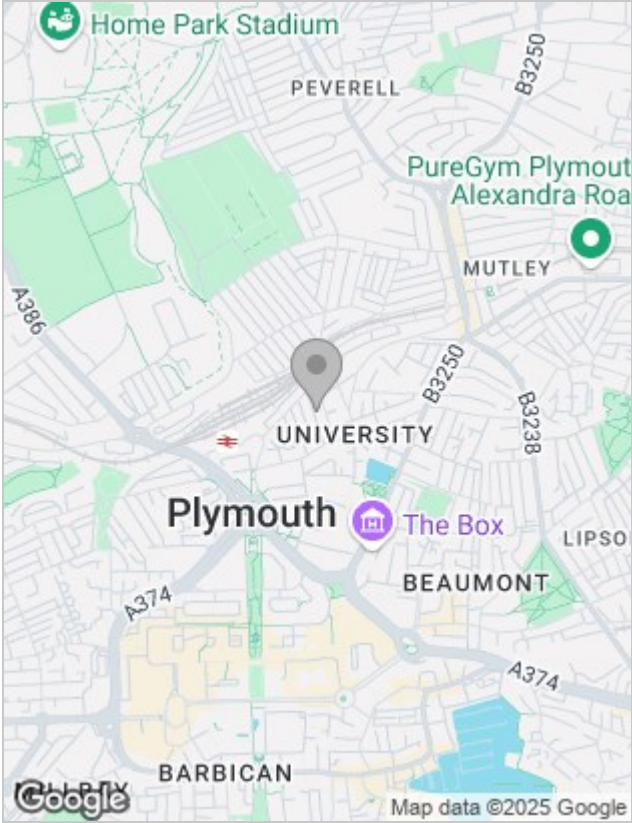 Home Park Stadium
PEVERELL
B3250
PureGym Plymout
Alexandra Roa
MUTLEY
A386
B3250
B3238
UNIVERSITY
Plymouth
The Box
LIPSO
BEAUMONT
A374
A374
BARBICAN
Google
Map data ©2025 Google